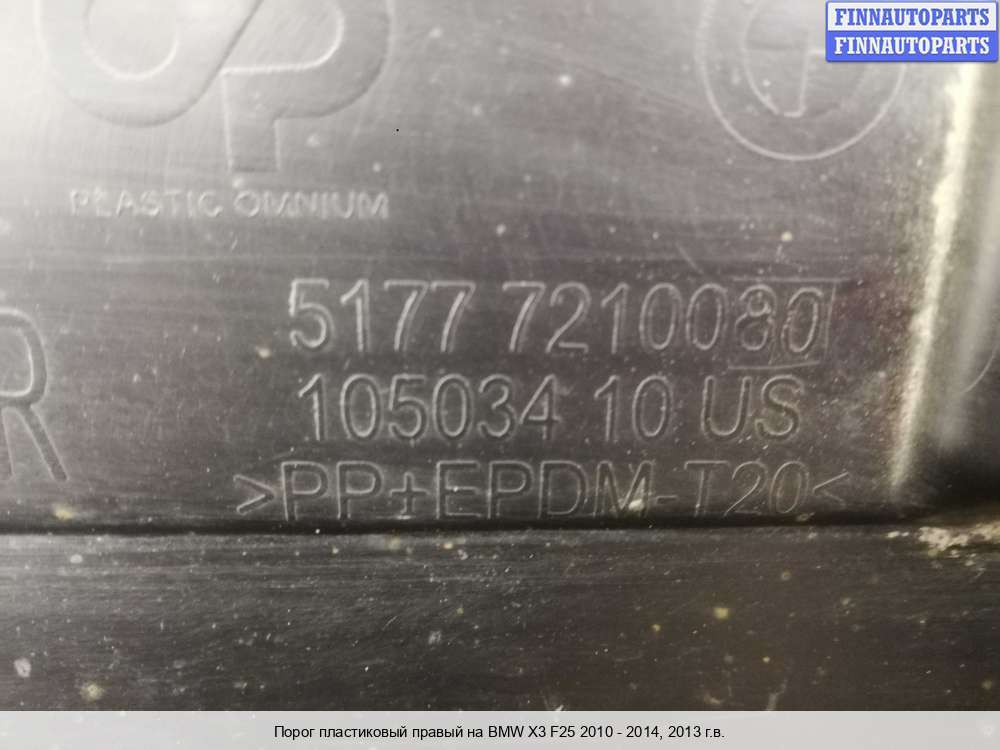 FINNAUTOPARTS
FINNAUTOPARTS
PLASTIC OMNIUM
5177 7210080
105034 10 US
R
>PP+EPDM-T20<
Порог пластиковый правый на BMW X3 F25 2010 - 2014, 2013 г.в.